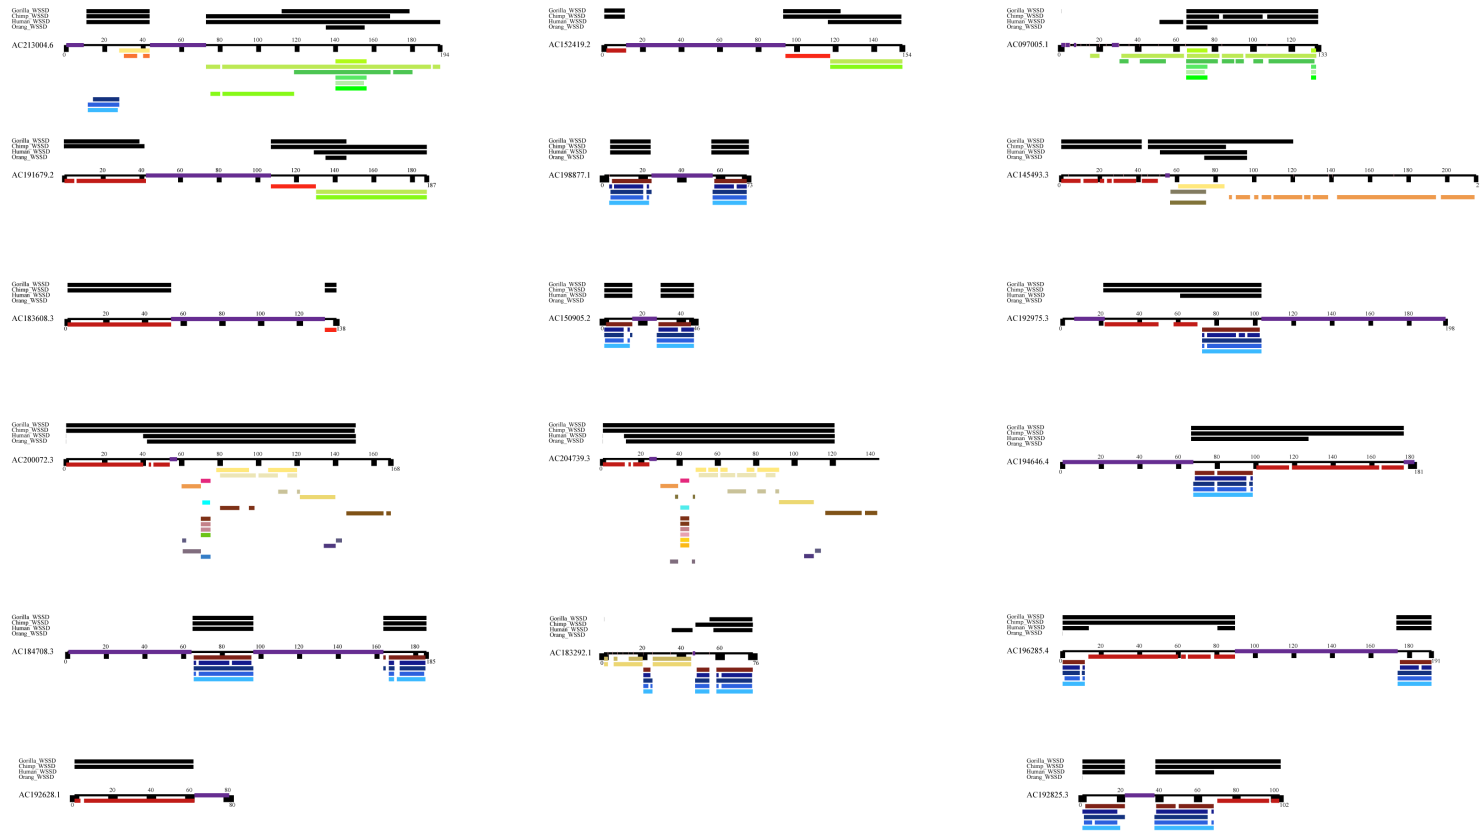 Gorilla_WSSD
Chimp_WSSD
Human_WSSD
Orang_WSSD
AC213004.6
0 20 40 60 80 100 120 140 160 180 194
Gorilla_WSSD
Chimp_WSSD
Human_WSSD
Orang_WSSD
AC152419.2
0 20 40 60 80 100 120 140 154
Gorilla_WSSD
Chimp_WSSD
Human_WSSD
Orang_WSSD
AC097005.1
0 20 40 60 80 100 120 133
Gorilla_WSSD
Chimp_WSSD
Human_WSSD
Orang_WSSD
AC191679.2
0 20 40 60 80 100 120 140 160 180 187
Gorilla_WSSD
Chimp_WSSD
Human_WSSD
Orang_WSSD
AC198877.1
0 20 40 60 73
Gorilla_WSSD
Chimp_WSSD
Human_WSSD
Orang_WSSD
AC145493.3
0 20 40 60 80 100 120 140 160 180 200 2
Gorilla_WSSD
Chimp_WSSD
Human_WSSD
Orang_WSSD
AC183608.3
0 20 40 60 80 100 120 138
Gorilla_WSSD
Chimp_WSSD
Human_WSSD
Orang_WSSD
AC150905.2
20 40 46
Gorilla_WSSD
Chimp_WSSD
Human_WSSD
Orang_WSSD
AC192975.3
0 20 40 60 80 100 120 140 160 180 198
Gorilla_WSSD
Chimp_WSSD
Human_WSSD
Orang_WSSD
AC200072.3
0 20 40 60 80 100 120 140 160 168
Gorilla_WSSD
Chimp_WSSD
Human_WSSD
Orang_WSSD
AC204739.3
0 20 40 60 80 100 120 140
Gorilla_WSSD
Chimp_WSSD
Human_WSSD
Orang_WSSD
AC194646.4
0 20 40 60 80 100 120 140 160 180 181
Gorilla_WSSD
Chimp_WSSD
Human_WSSD
Orang_WSSD
AC184708.3
0 20 40 60 80 100 120 140 160 185
Gorilla_WSSD
Chimp_WSSD
Human_WSSD
Orang_WSSD
AC183292.1
0 20 40 60 76
Gorilla_WSSD
Chimp_WSSD
Human_WSSD
Orang_WSSD
AC196285.4
0 20 40 60 80 100 120 140 160 180 191
Gorilla_WSSD
Chimp_WSSD
Human_WSSD
Orang_WSSD
AC192628.1
0 20 40 60 80 80
Gorilla_WSSD
Chimp_WSSD
Human_WSSD
Orang_WSSD
AC192825.3
0 20 40 60 80 100 102